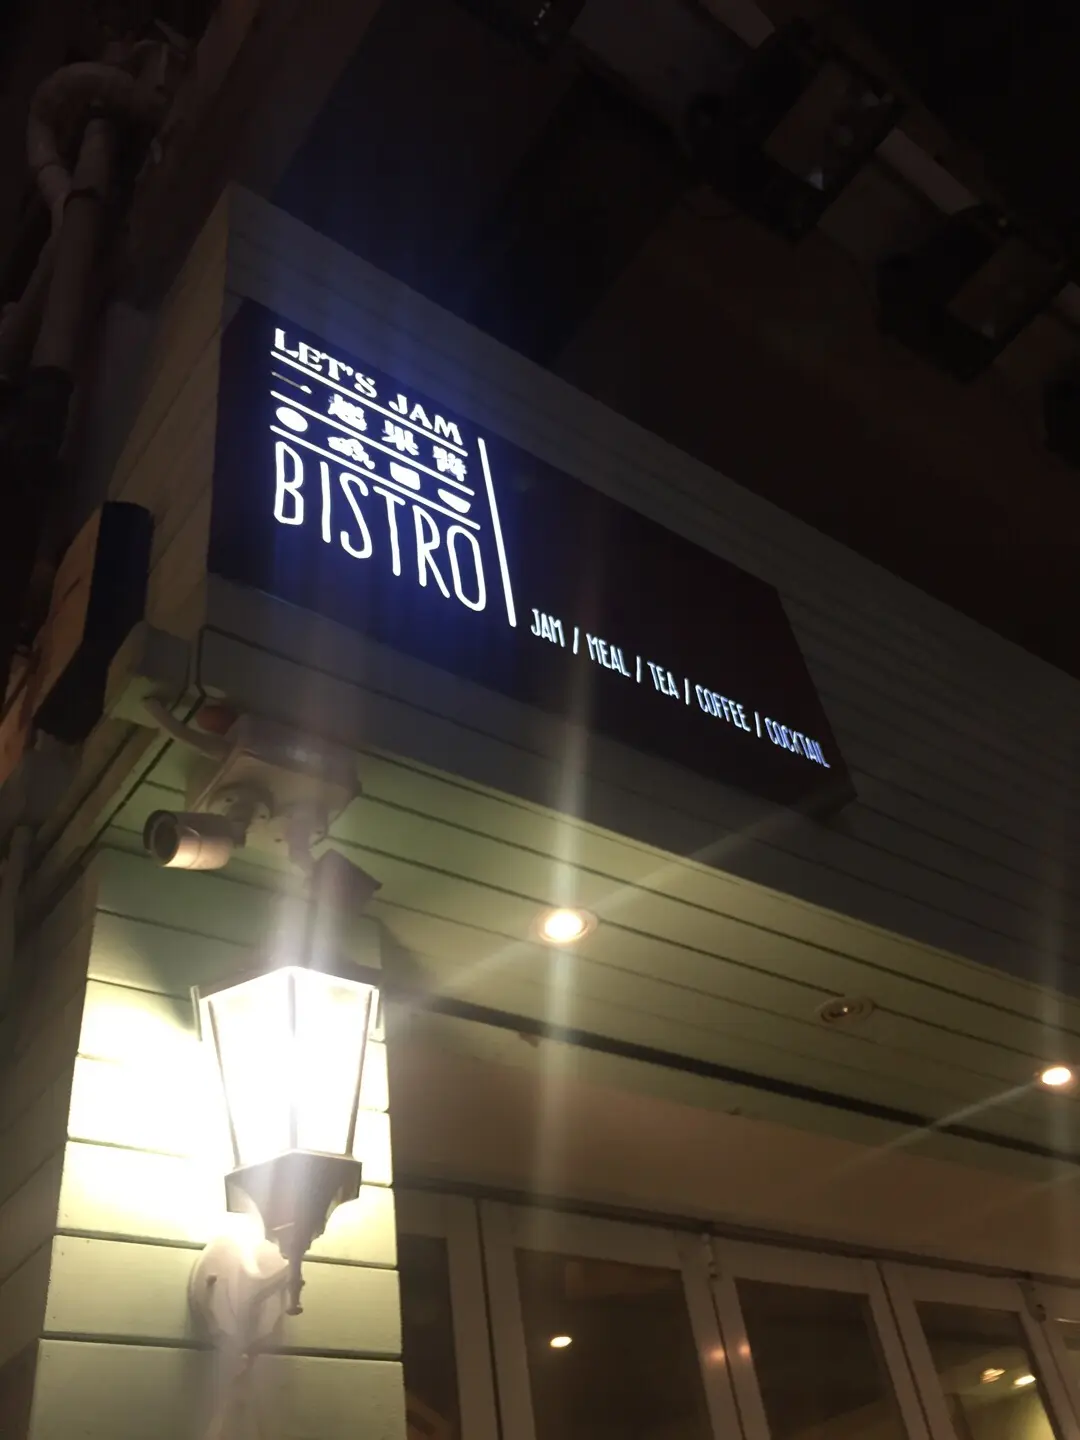 LET'S JAM
一起果醬
BISTRO
JAM / MEAL / TEA / COFFEE / COCKTAIL